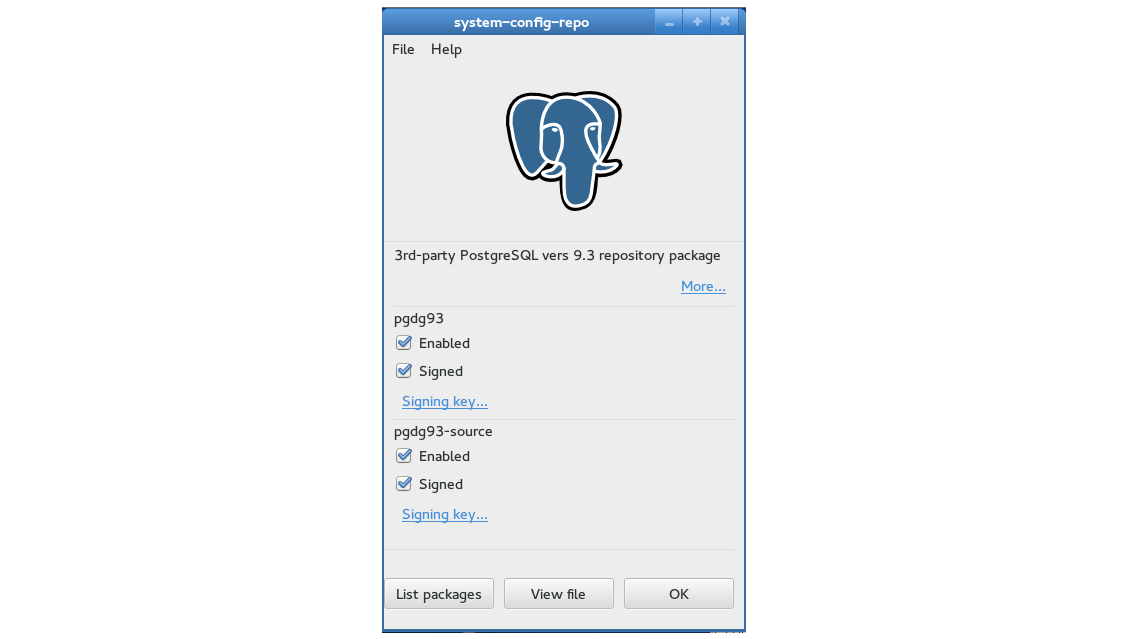 system-config-repo
File Help
3rd-party PostgreSQL vers 9.3 repository package
More...
pgdg93
Enabled
Signed
Signing key...
pgdg93-source
Enabled
Signed
Signing key...
List packages View file OK